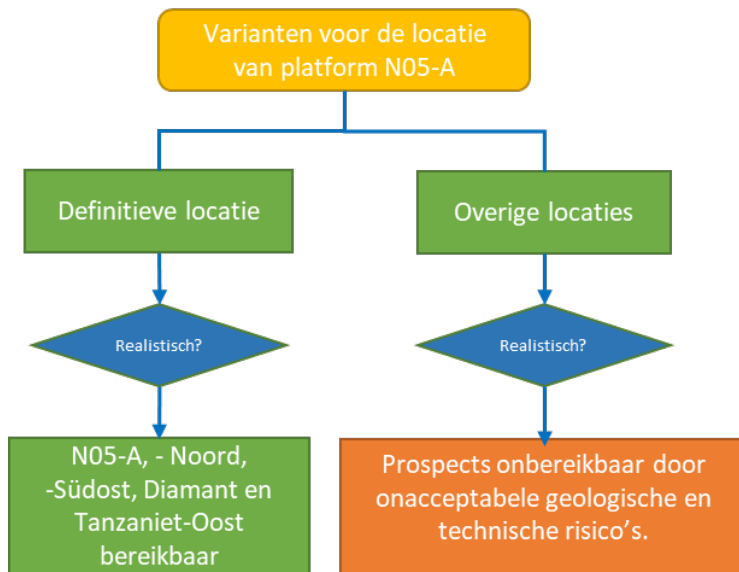 Varianten voor de locatie
van platform N05-A
Definitieve locatie
Overige locaties
Realistisch?
Realistisch?
N05-A, - Noord,
-Südost, Diamant en
Tanzaniet-Oost
bereikbaar
Prospects onbereikbaar door
onacceptabele geologische en
technische risico's.